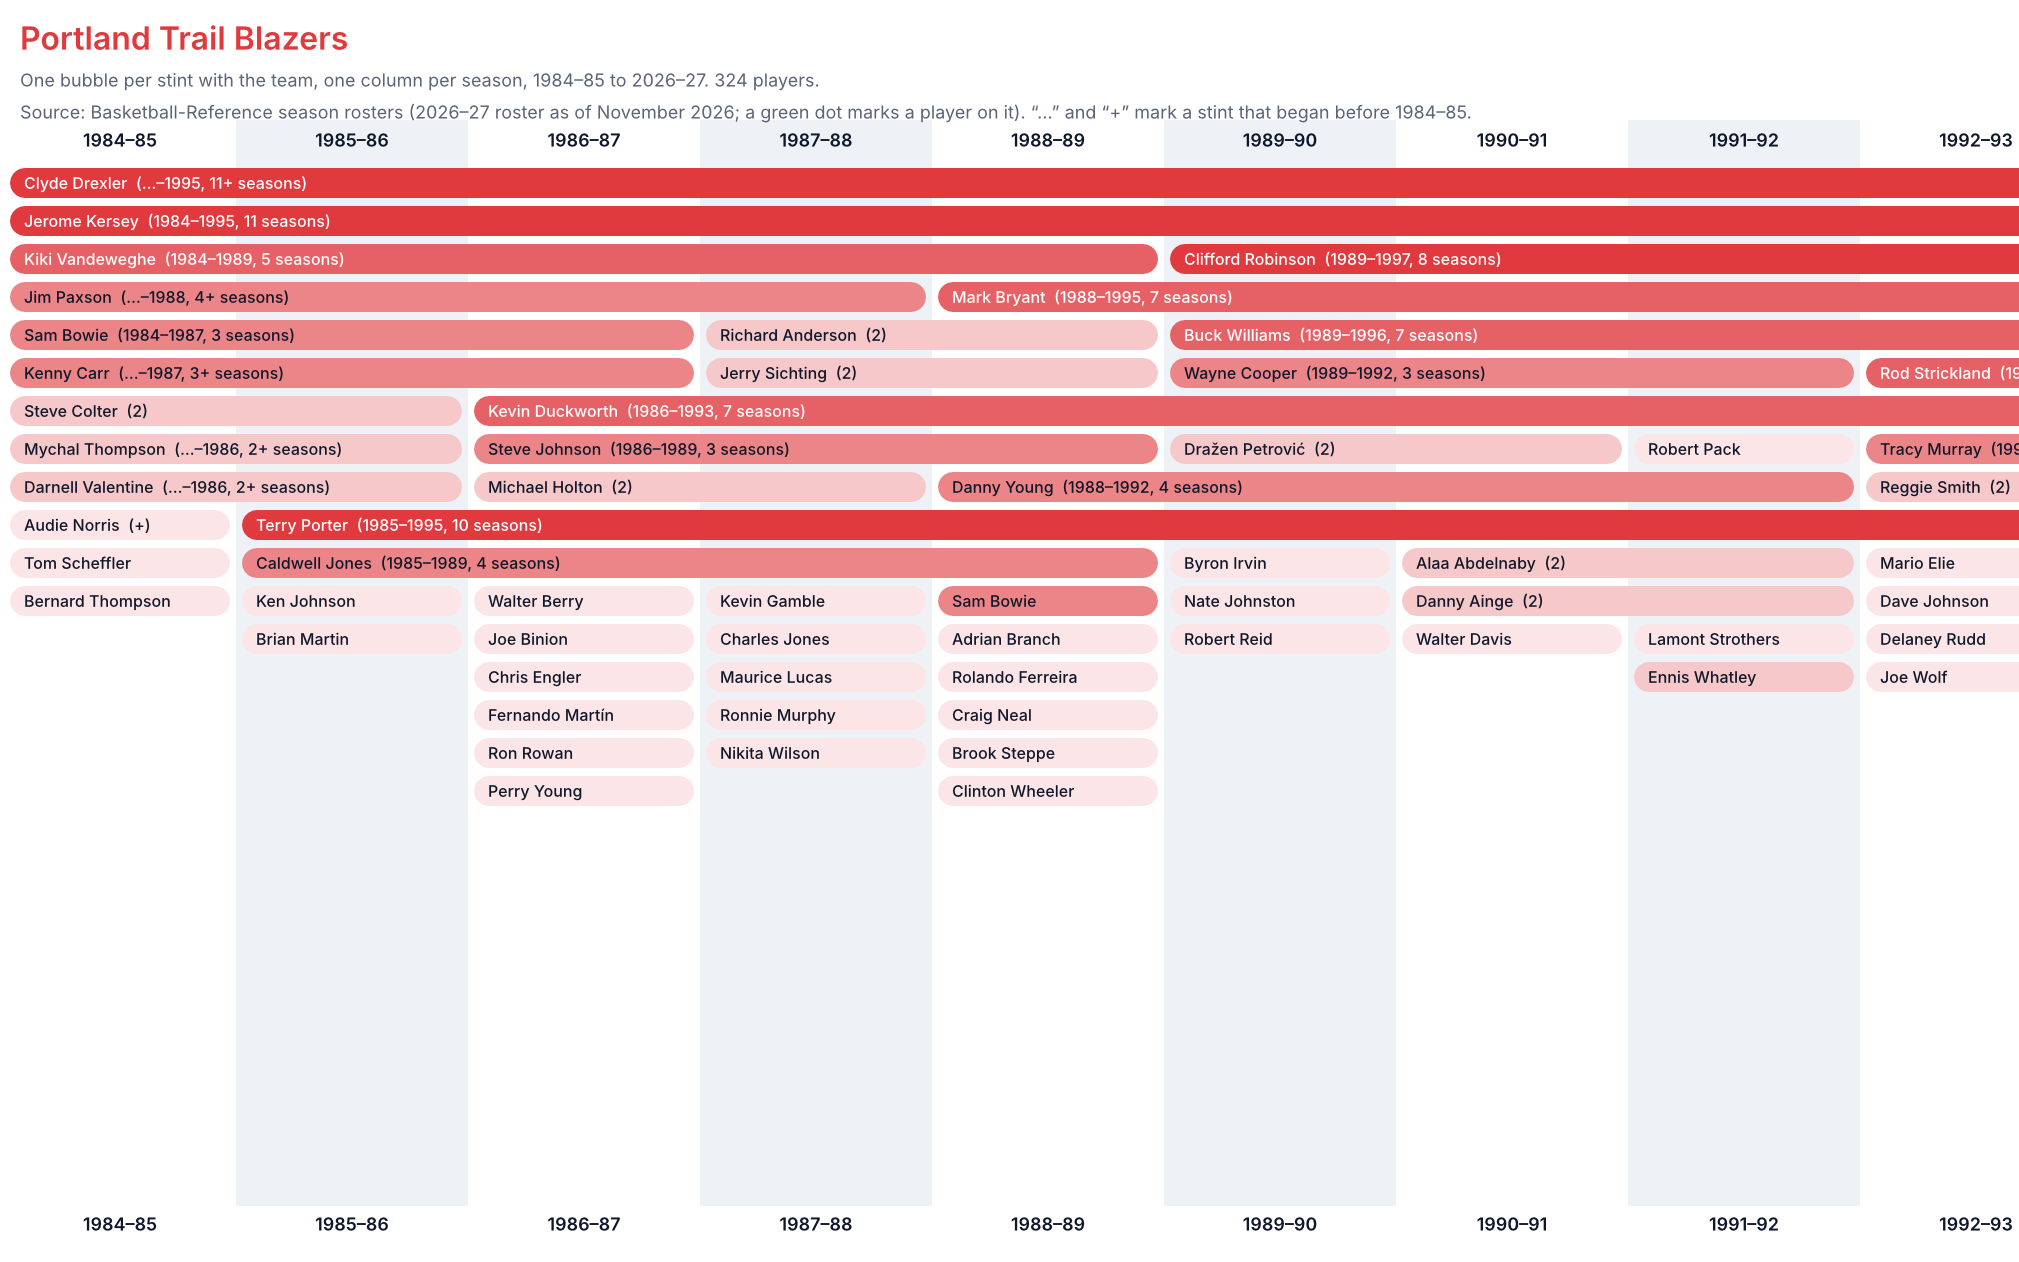 Portland Trail Blazers
One bubble per stint with the team, one column per season, 1984–85 to 2026–27. 324 players.
Source: Basketball-Reference season rosters (2026–27 roster as of November 2026; a green dot marks a player on it). “…” and “+” mark a stint that began before 1984–85.
1984–85 1985–86 1986–87 1987–88 1988–89 1989–90 1990–91 1991–92 1992–93
Clyde Drexler (…–1995, 11+ seasons)
Jerome Kersey (1984–1995, 11 seasons)
Kiki Vandeweghe (1984–1989, 5 seasons) Clifford Robinson (1989–1997, 8 seasons)
Jim Paxson (…–1988, 4+ seasons) Mark Bryant (1988–1995, 7 seasons)
Sam Bowie (1984–1987, 3 seasons) Richard Anderson (2) Buck Williams (1989–1996, 7 seasons)
Kenny Carr (…–1987, 3+ seasons) Jerry Sichting (2) Wayne Cooper (1989–1992, 3 seasons) Rod Strickland (19
Steve Colter (2) Kevin Duckworth (1986–1993, 7 seasons)
Mychal Thompson (…–1986, 2+ seasons) Steve Johnson (1986–1989, 3 seasons) Dražen Petrović (2) Robert Pack Tracy Murray (199
Darnell Valentine (…–1986, 2+ seasons) Michael Holton (2) Danny Young (1988–1992, 4 seasons) Reggie Smith (2)
Audie Norris (+) Terry Porter (1985–1995, 10 seasons)
Tom Scheffler Caldwell Jones (1985–1989, 4 seasons) Byron Irvin Alaa Abdelnaby (2) Mario Elie
Bernard Thompson Ken Johnson Walter Berry Kevin Gamble Sam Bowie Nate Johnston Danny Ainge (2) Dave Johnson
Brian Martin Joe Binion Charles Jones Adrian Branch Robert Reid Walter Davis Lamont Strothers Delaney Rudd
Chris Engler Maurice Lucas Rolando Ferreira Ennis Whatley Joe Wolf
Fernando Martín Ronnie Murphy Craig Neal
Ron Rowan Nikita Wilson Brook Steppe
Perry Young Clinton Wheeler
1984–85 1985–86 1986–87 1987–88 1988–89 1989–90 1990–91 1991–92 1992–93